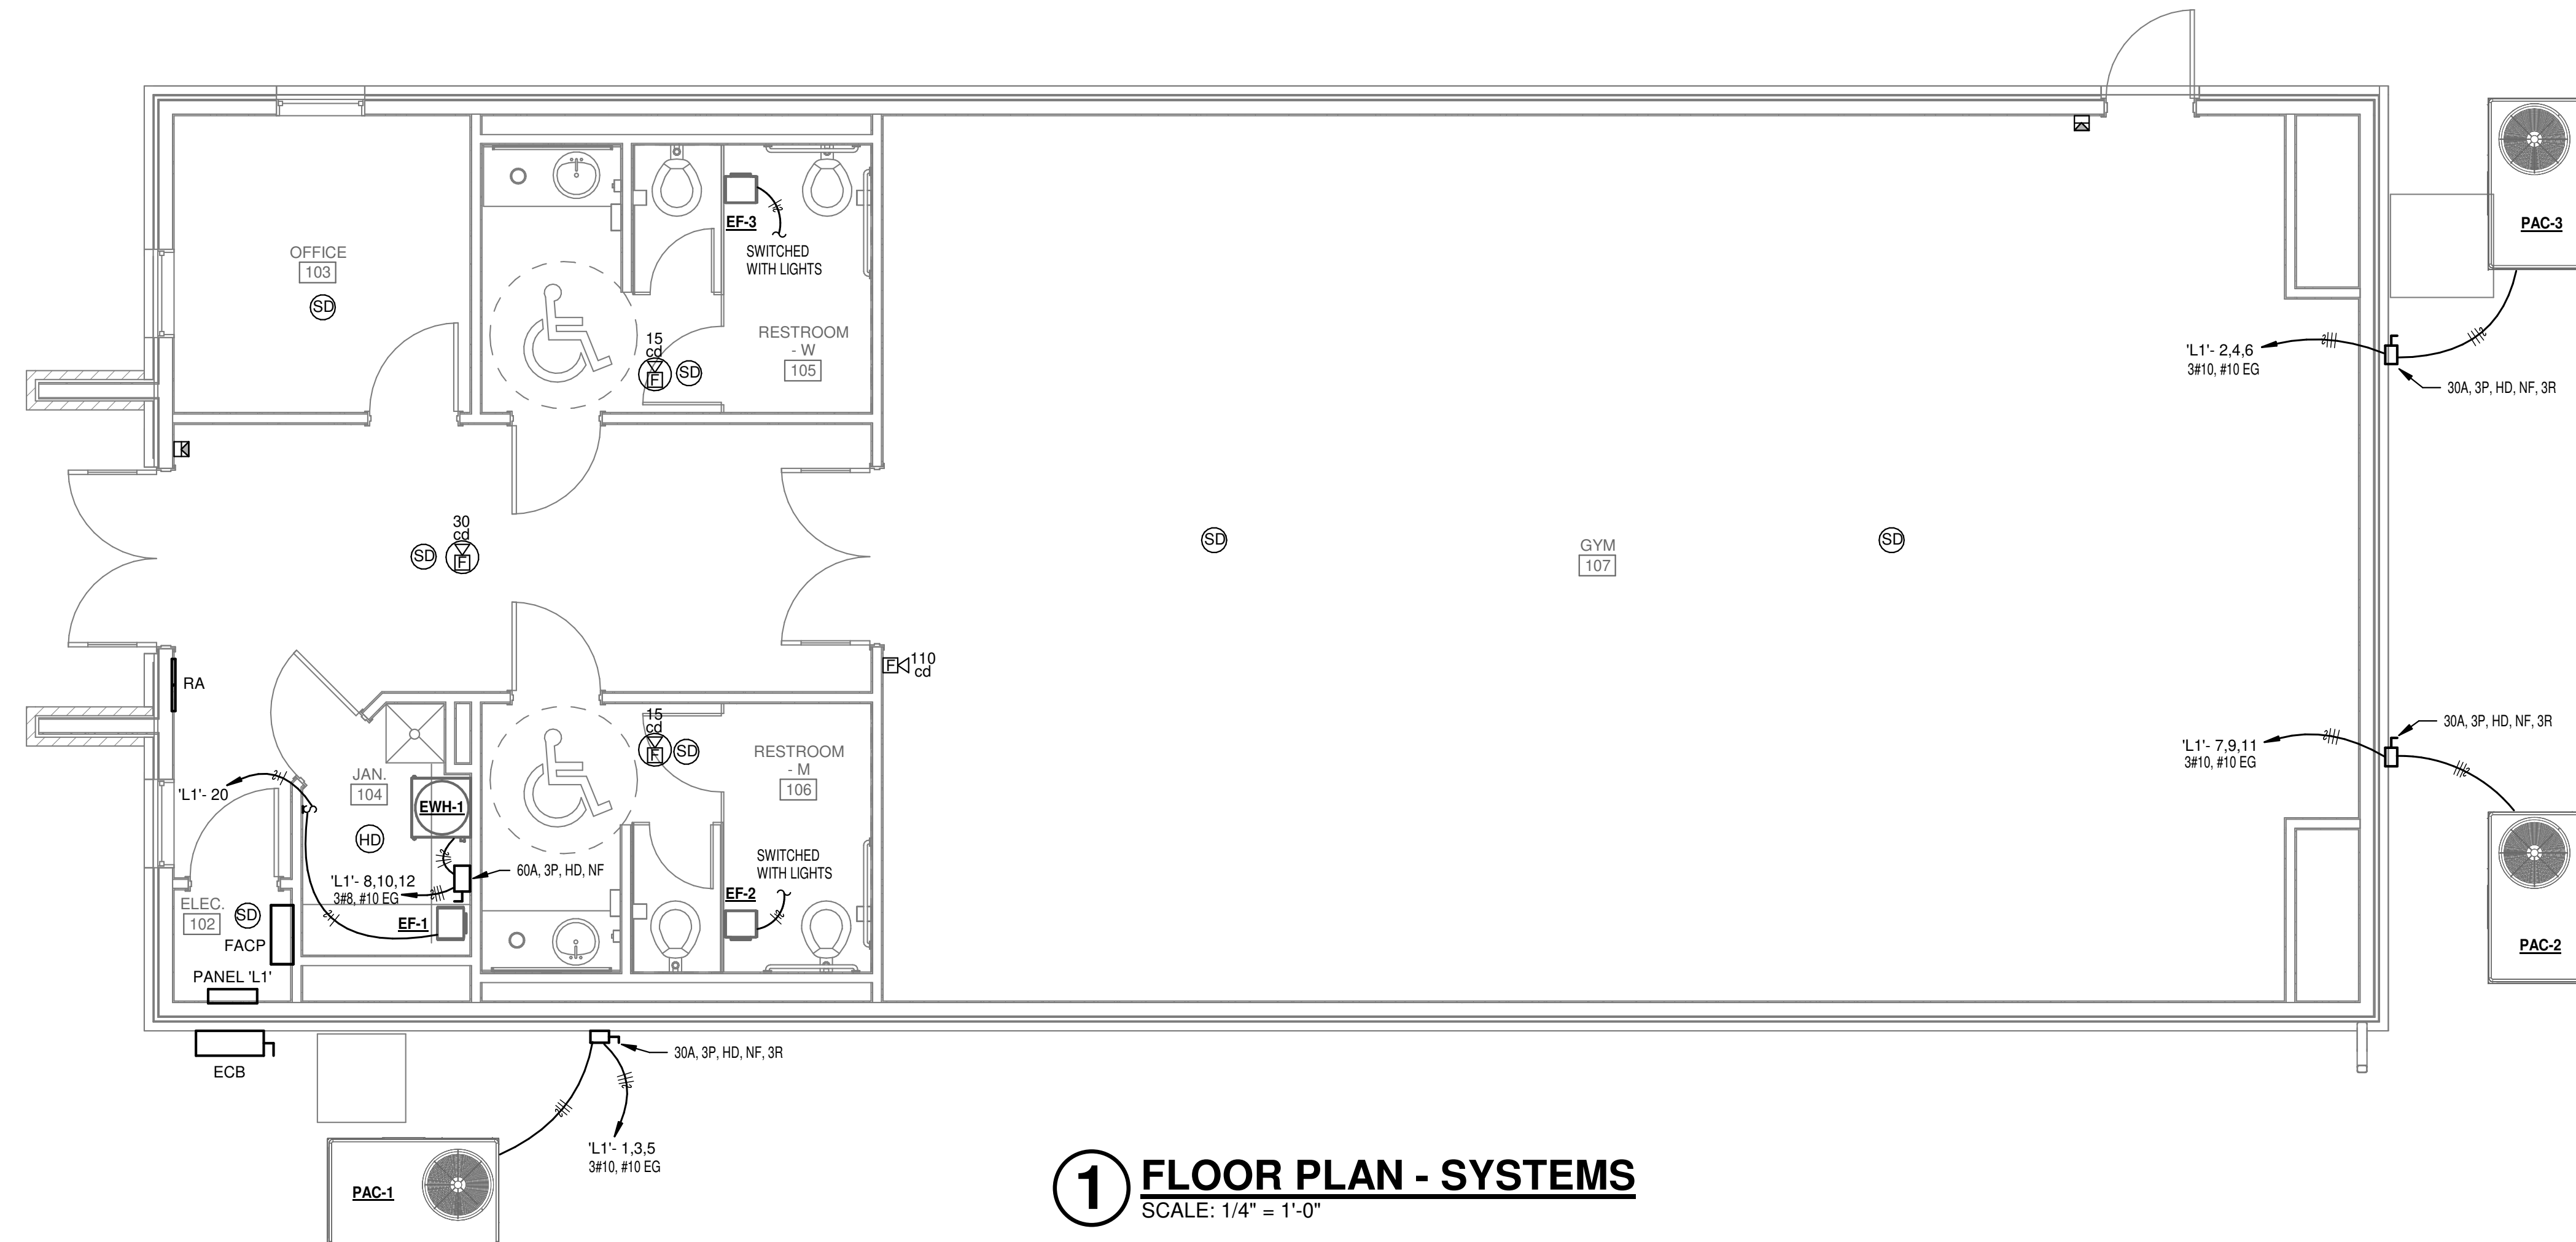 PAC-3
EF-3
SWITCHED
WITH LIGHTS
OFFICE
103
SD
RESTROOM
- W
105
15
cd
F
SD
'L1'- 2,4,6
3#10, #10 EG
30A, 3P, HD, NF, 3R
30
cd
SD
F
SD
GYM
107
SD
F
110
cd
RA
15
cd
F
SD
RESTROOM
- M
106
30A, 3P, HD, NF, 3R
'L1'- 7,9,11
3#10, #10 EG
JAN.
104
'L1'- 20
S
EWH-1
HD
SWITCHED
WITH LIGHTS
60A, 3P, HD, NF
'L1'- 8,10,12
3#8, #10 EG
EF-2
ELEC.
102
SD
EF-1
FACP
PAC-2
PANEL 'L1'
30A, 3P, HD, NF, 3R
ECB
'L1'- 1,3,5
3#10, #10 EG
PAC-1
1
FLOOR PLAN - SYSTEMS
SCALE: 1/4" = 1'-0"